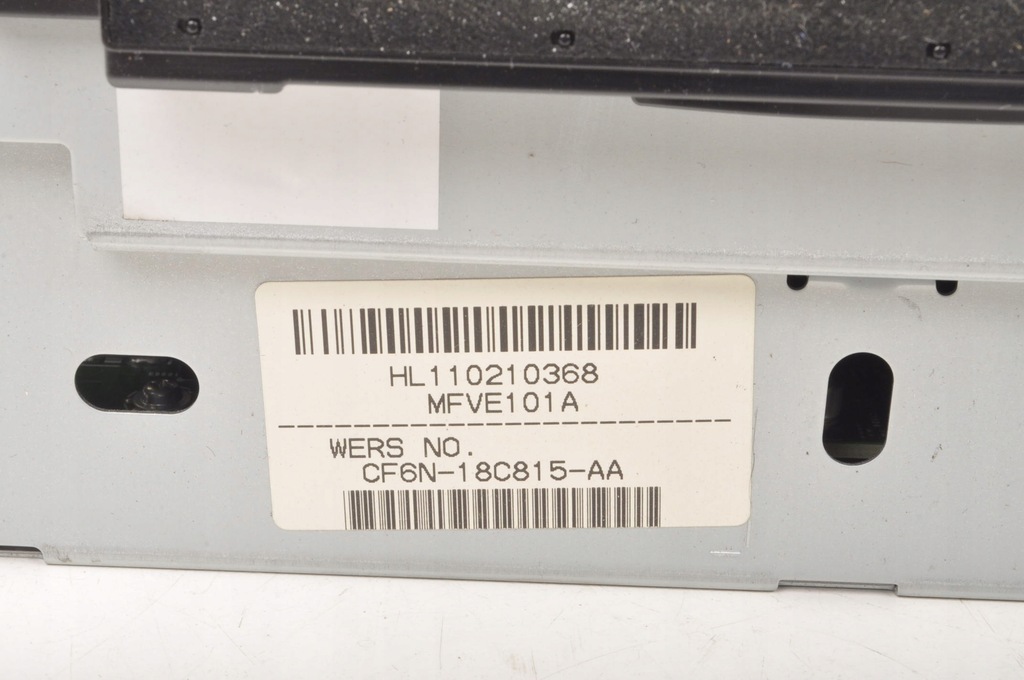 HL110210368
MFVE101A
WERS NO.
CF6N-18C815-AA